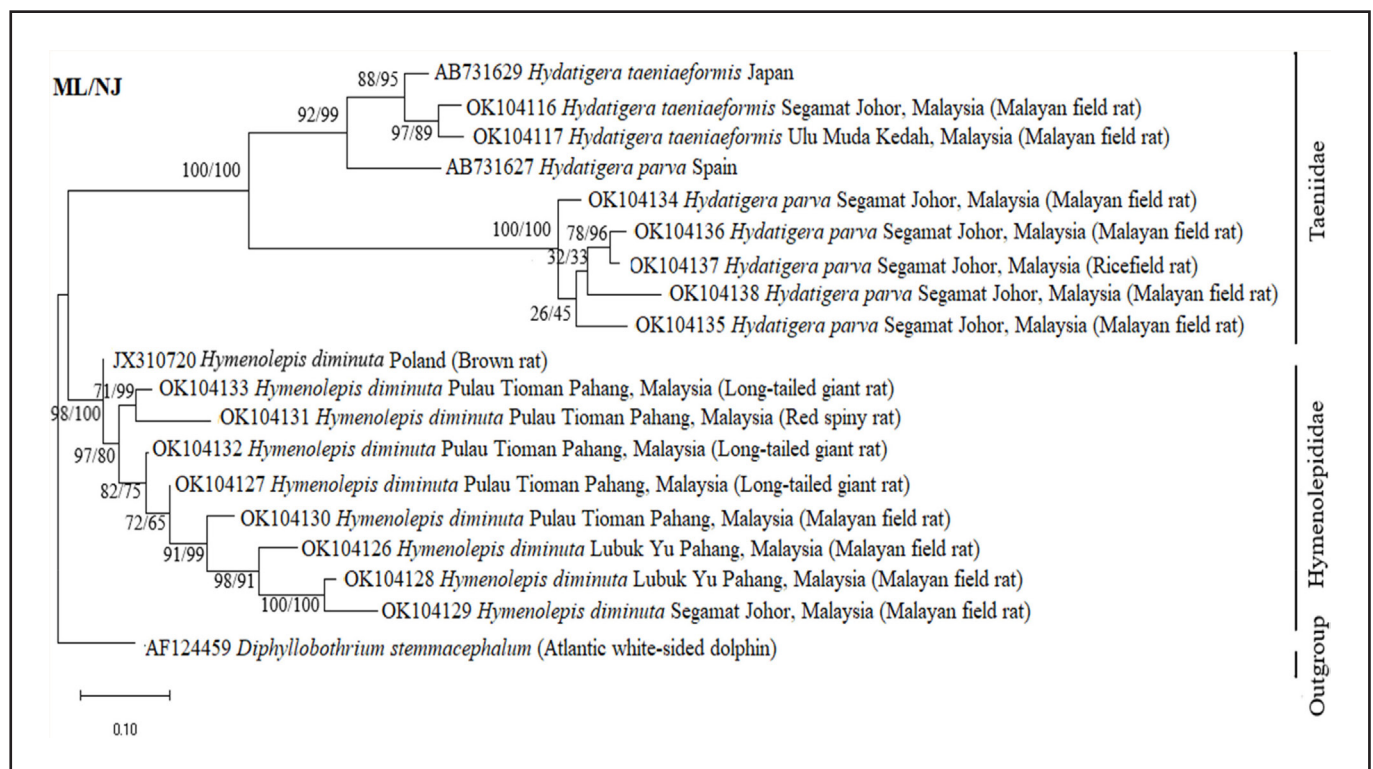 ML/NJ
88/95
AB731629 Hydatigera taeniaeformis Japan
92/99
OK104116 Hydatigera taeniaeformis Segamat Johor, Malaysia (Malayan field rat)
97/89
OK104117 Hydatigera taeniaeformis Ulu Muda Kedah, Malaysia (Malayan field rat)
100/100
AB731627 Hydatigera parva Spain
OK104134 Hydatigera parva Segamat Johor, Malaysia (Malayan field rat)
100/100
78/96
OK104136 Hydatigera parva Segamat Johor, Malaysia (Malayan field rat)
32/33
OK104137 Hydatigera parva Segamat Johor, Malaysia (Ricefield rat)
OK104138 Hydatigera parva Segamat Johor, Malaysia (Malayan field rat)
26/45
OK104135 Hydatigera parva Segamat Johor, Malaysia (Malayan field rat)
Taeniidae
JX310720 Hymenolepis diminuta Poland (Brown rat)
71/99
OK104133 Hymenolepis diminuta Pulau Tioman Pahang, Malaysia (Long-tailed giant rat)
98/100
OK104131 Hymenolepis diminuta Pulau Tioman Pahang, Malaysia (Red spiny rat)
97/80
OK104132 Hymenolepis diminuta Pulau Tioman Pahang, Malaysia (Long-tailed giant rat)
82/75
OK104127 Hymenolepis diminuta Pulau Tioman Pahang, Malaysia (Long-tailed giant rat)
72/65
OK104130 Hymenolepis diminuta Pulau Tioman Pahang, Malaysia (Malayan field rat)
91/99
OK104126 Hymenolepis diminuta Lubuk Yu Pahang, Malaysia (Malayan field rat)
98/91
OK104128 Hymenolepis diminuta Lubuk Yu Pahang, Malaysia (Malayan field rat)
100/100
OK104129 Hymenolepis diminuta Segamat Johor, Malaysia (Malayan field rat)
Hymenolepididae
AF124459 Diphyllobothrium stemmacephalum (Atlantic white-sided dolphin)
Outgroup
0.10